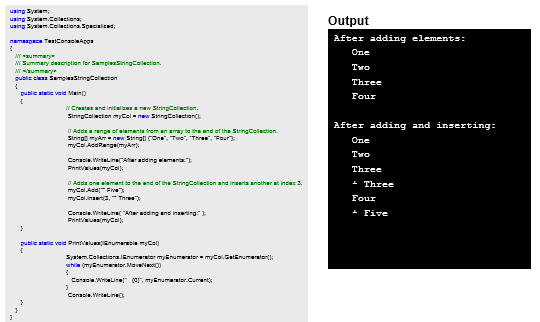 using System;
using System.Collections;
using System.Collections.Specialized;
namespace TestConsoleApps
{
/// <summary>
/// Summary description for SamplesStringCollection.
/// </summary>
public class SamplesStringCollection
{
public static void Main()
{
// Creates and initializes a new StringCollection.
StringCollection myCol = new StringCollection();
// Adds a range of elements from an array to the end of the StringCollection.
String[] myArr = new String[] {"One", "Two", "Three", "Four"};
myCol.AddRange(myArr);
Console.WriteLine("After adding elements:");
PrintValues(myCol);
// Adds one element to the end of the StringCollection and inserts another at index 3.
myCol.Add("* Five");
myCol.Insert(3, "* Three");
Console.WriteLine( "After adding and inserting:" );
PrintValues(myCol);
}
public static void PrintValues(IEnumerable myCol)
{
System.Collections.IEnumerator myEnumerator = myCol.GetEnumerator();
while (myEnumerator.MoveNext())
{
Console.WriteLine("   {0}", myEnumerator.Current);
}
Console.WriteLine();
}
}
}
Output
After adding elements:
One
Two
Three
Four
After adding and inserting:
One
Two
Three
* Three
Four
* Five